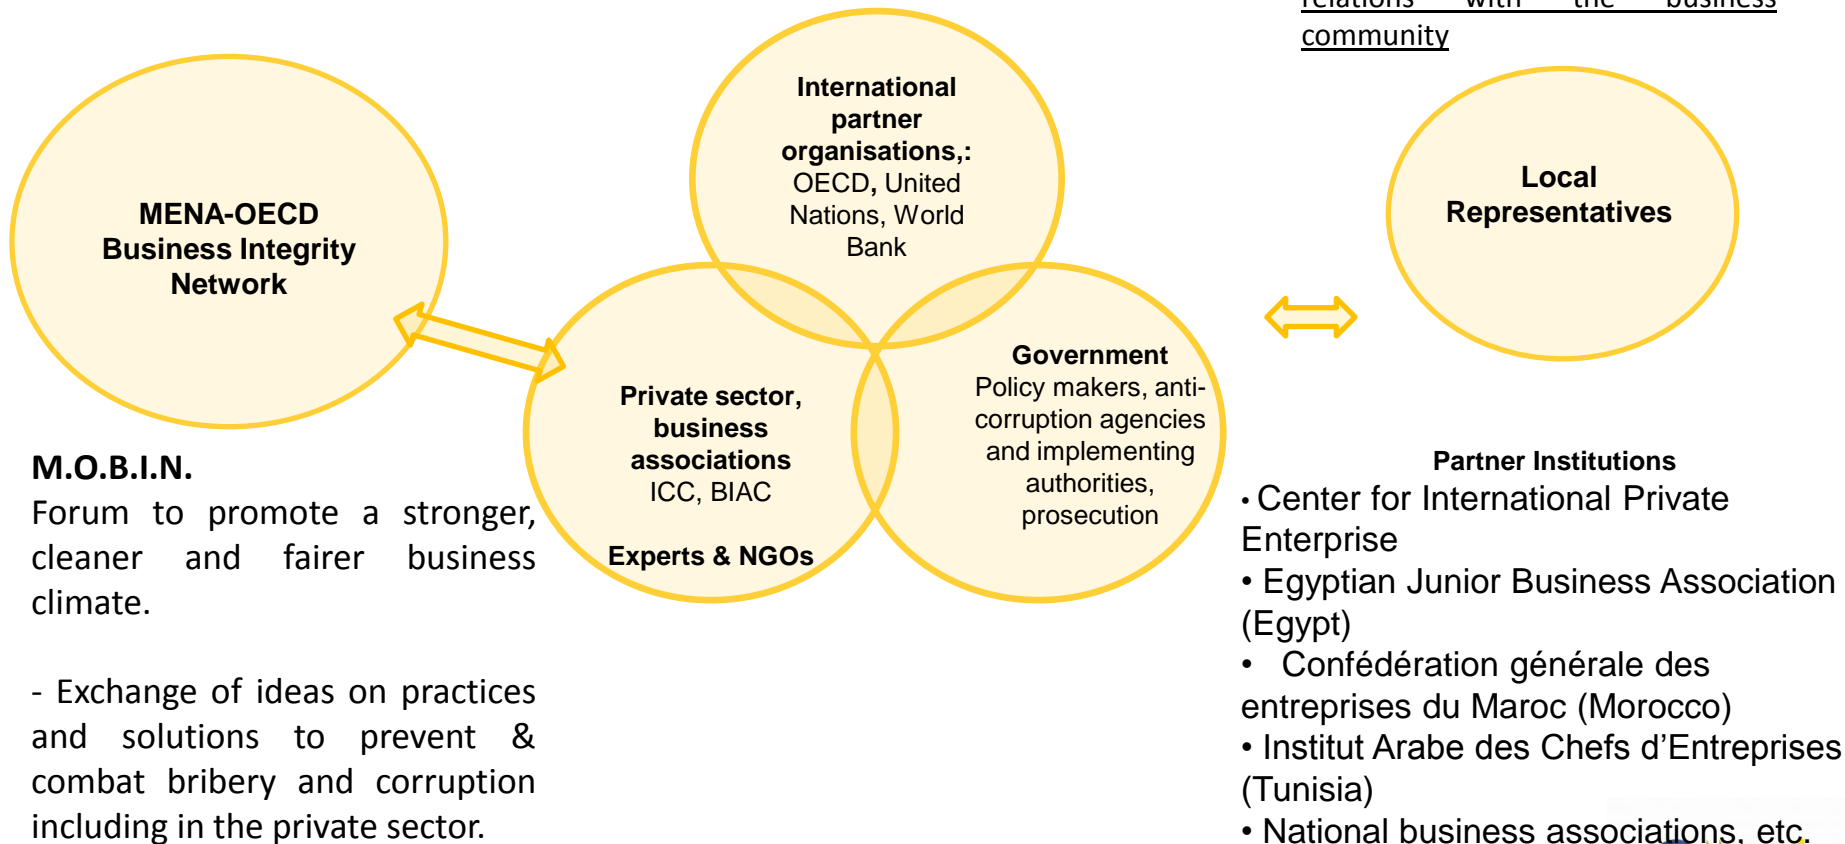 relations with the business
community
MENA-OECD
Business Integrity
Network
International
partner
organisations,:
OECD, United
Nations, World
Bank
Local
Representatives
Private sector,
business
associations
ICC, BIAC
Experts & NGOs
Government
Policy makers, anti-
corruption agencies
and implementing
authorities,
prosecution
M.O.B.I.N.
Forum to promote a stronger,
cleaner and fairer business
climate.
- Exchange of ideas on practices
and solutions to prevent &
combat bribery and corruption
including in the private sector.
Partner Institutions
• Center for International Private
Enterprise
• Egyptian Junior Business Association
(Egypt)
• Confédération générale des
entreprises du Maroc (Morocco)
• Institut Arabe des Chefs d’Entreprises
(Tunisia)
• National business associations, etc.